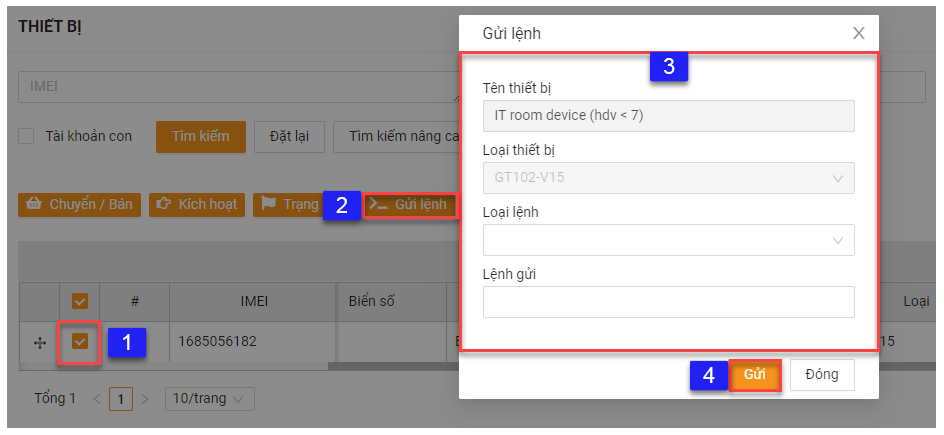 THIẾT BỊ
IMEI
Tài khoản con
Tìm kiếm
Đặt lại
Tìm kiếm nâng ca
Chuyển / Bán
Kích hoạt
Trạng
2
Gửi lệnh
#
IMEI
Biển số
Loại
1
1685056182
15
Tổng 1
1
10/trang
Gửi lệnh
3
Tên thiết bị
IT room device (hdv < 7)
Loại thiết bị
GT102-V15
Loại lệnh
Lệnh gửi
4
Gửi
Đóng